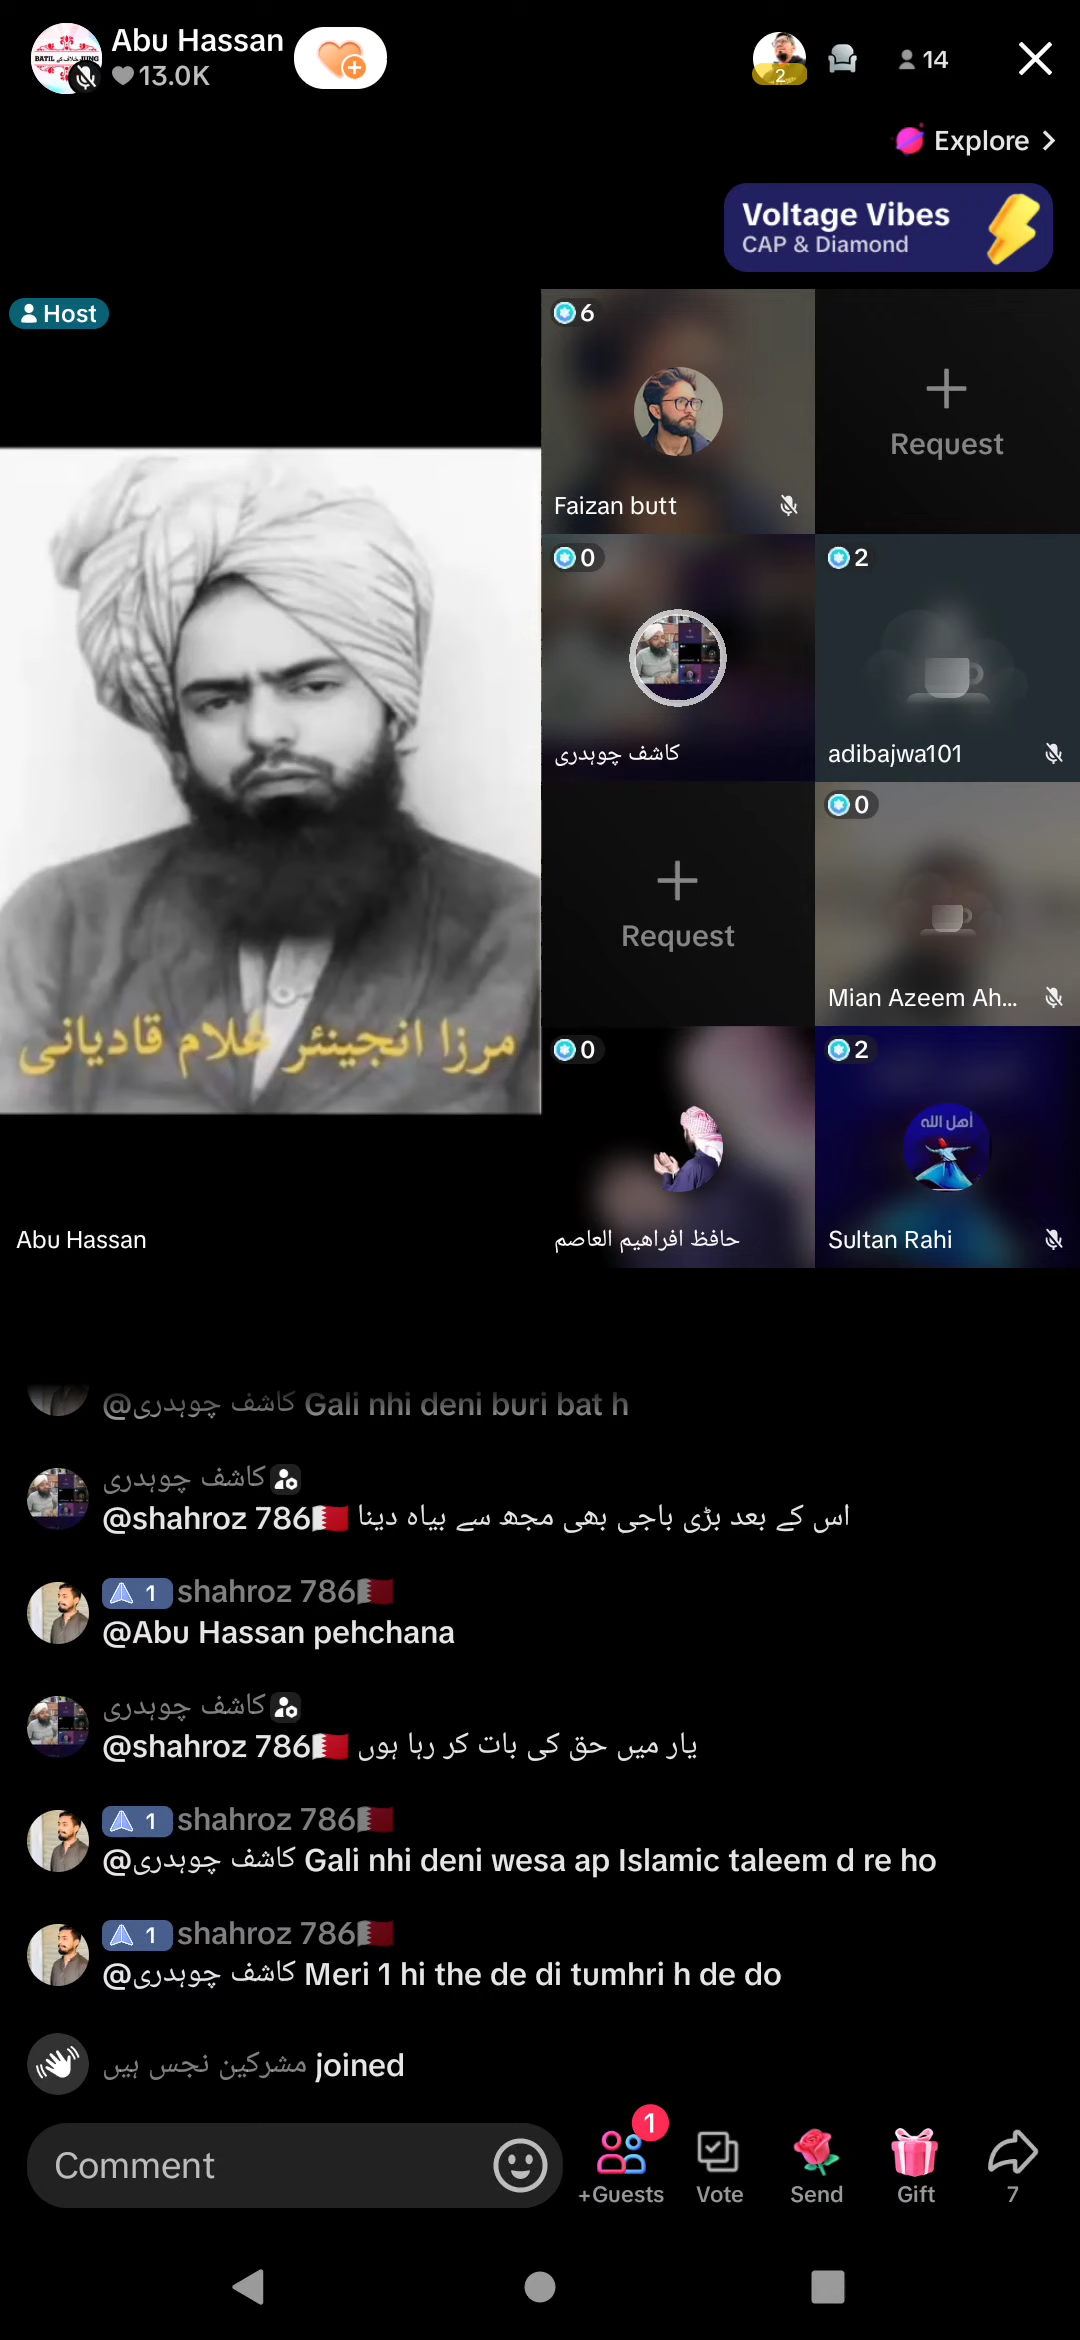 Abu Hassan
13.0K
BATIL خلاف کے JUNG
2
14
Explore
Voltage Vibes
CAP & Diamond
Host
مرزا انجینئر غلام قادیانی
Abu Hassan
6
Faizan butt
Request
0
کاشف چوہدری
2
adibajwa101
Request
0
Mian Azeem Ah...
0
حافظ افراهيم العاصم
2
أهل الله
Sultan Rahi
@کاشف چوہدری Gali nhi deni buri bat h
کاشف چوہدری
@shahroz 786🇧🇭 اس کے بعد بڑی باجی بھی مجھ سے بیاہ دینا
1 shahroz 786🇧🇭
@Abu Hassan pehchana
کاشف چوہدری
@shahroz 786🇧🇭 یار میں حق کی بات کر رہا ہوں
1 shahroz 786🇧🇭
@کاشف چوہدری Gali nhi deni wesa ap Islamic taleem d re ho
1 shahroz 786🇧🇭
@کاشف چوہدری Meri 1 hi the de di tumhri h de do
مشرکین نجس ہیں joined
Comment
1
+Guests
Vote
Send
Gift
7